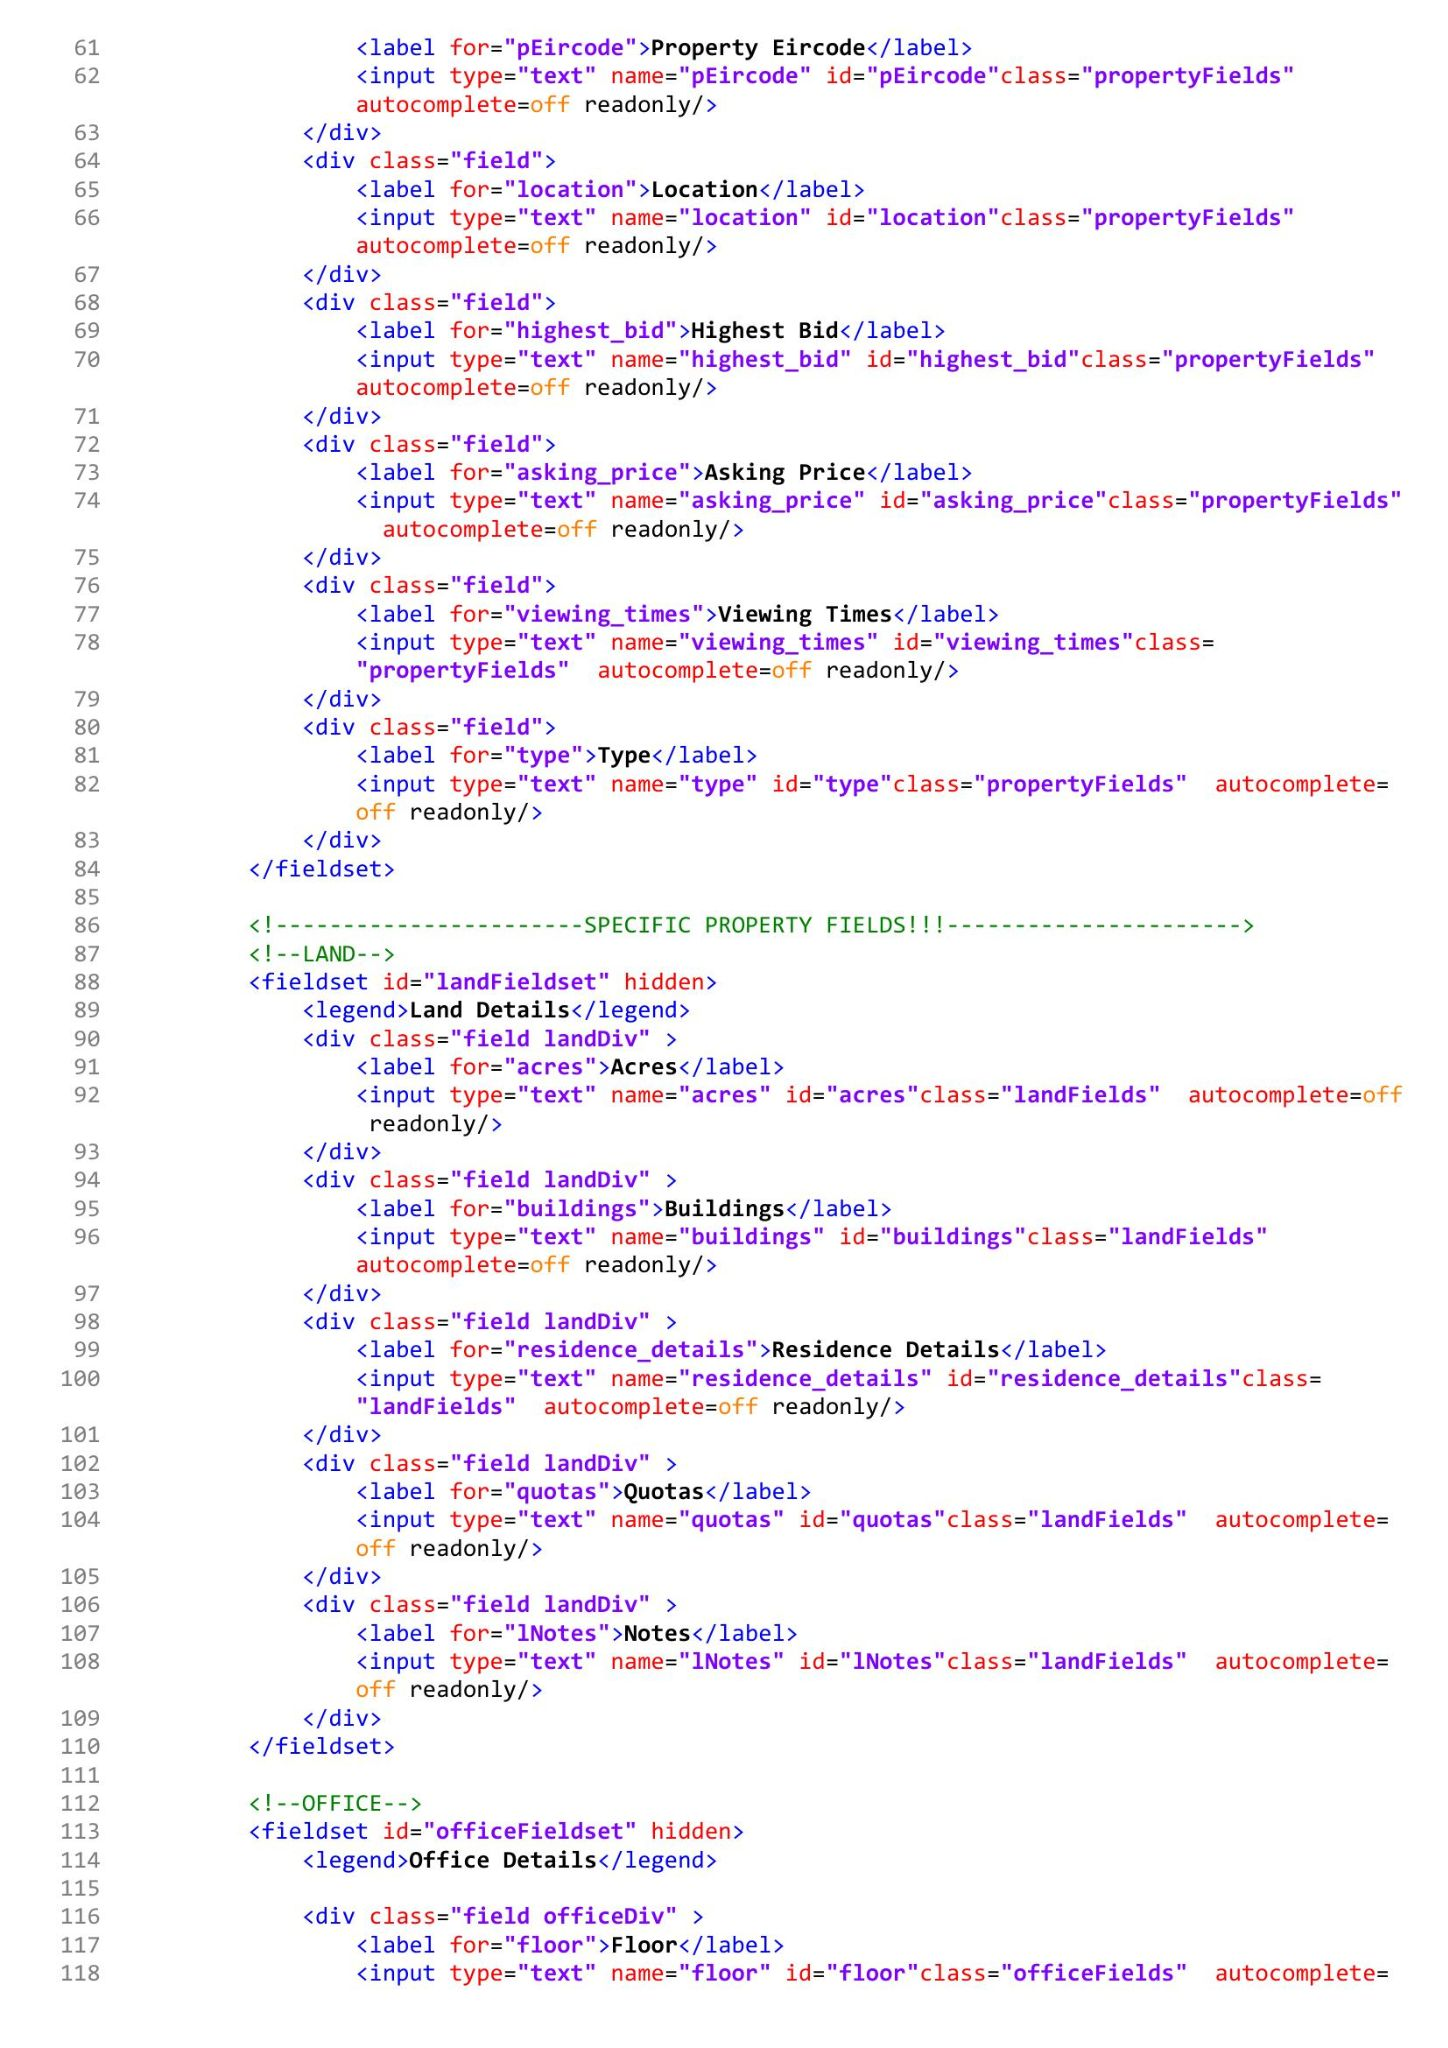 61 <label for="pEircode">Property Eircode</label>
62 <input type="text" name="pEircode" id="pEircode"class="propertyFields"
autocomplete=off readonly/>
63 </div>
64 <div class="field">
65 <label for="location">Location</label>
66 <input type="text" name="location" id="location"class="propertyFields"
autocomplete=off readonly/>
67 </div>
68 <div class="field">
69 <label for="highest_bid">Highest Bid</label>
70 <input type="text" name="highest_bid" id="highest_bid"class="propertyFields"
autocomplete=off readonly/>
71 </div>
72 <div class="field">
73 <label for="asking_price">Asking Price</label>
74 <input type="text" name="asking_price" id="asking_price"class="propertyFields"
autocomplete=off readonly/>
75 </div>
76 <div class="field">
77 <label for="viewing_times">Viewing Times</label>
78 <input type="text" name="viewing_times" id="viewing_times"class=
"propertyFields"  autocomplete=off readonly/>
79 </div>
80 <div class="field">
81 <label for="type">Type</label>
82 <input type="text" name="type" id="type"class="propertyFields"  autocomplete=
off readonly/>
83 </div>
84 </fieldset>
85
86 <!-----------------------SPECIFIC PROPERTY FIELDS!!!---------------------->
87 <!--LAND-->
88 <fieldset id="landFieldset" hidden>
89 <legend>Land Details</legend>
90 <div class="field landDiv" >
91 <label for="acres">Acres</label>
92 <input type="text" name="acres" id="acres"class="landFields"  autocomplete=off
readonly/>
93 </div>
94 <div class="field landDiv" >
95 <label for="buildings">Buildings</label>
96 <input type="text" name="buildings" id="buildings"class="landFields"
autocomplete=off readonly/>
97 </div>
98 <div class="field landDiv" >
99 <label for="residence_details">Residence Details</label>
100 <input type="text" name="residence_details" id="residence_details"class=
"landFields"  autocomplete=off readonly/>
101 </div>
102 <div class="field landDiv" >
103 <label for="quotas">Quotas</label>
104 <input type="text" name="quotas" id="quotas"class="landFields"  autocomplete=
off readonly/>
105 </div>
106 <div class="field landDiv" >
107 <label for="lNotes">Notes</label>
108 <input type="text" name="lNotes" id="lNotes"class="landFields"  autocomplete=
off readonly/>
109 </div>
110 </fieldset>
111
112 <!--OFFICE-->
113 <fieldset id="officeFieldset" hidden>
114 <legend>Office Details</legend>
115
116 <div class="field officeDiv" >
117 <label for="floor">Floor</label>
118 <input type="text" name="floor" id="floor"class="officeFields"  autocomplete=